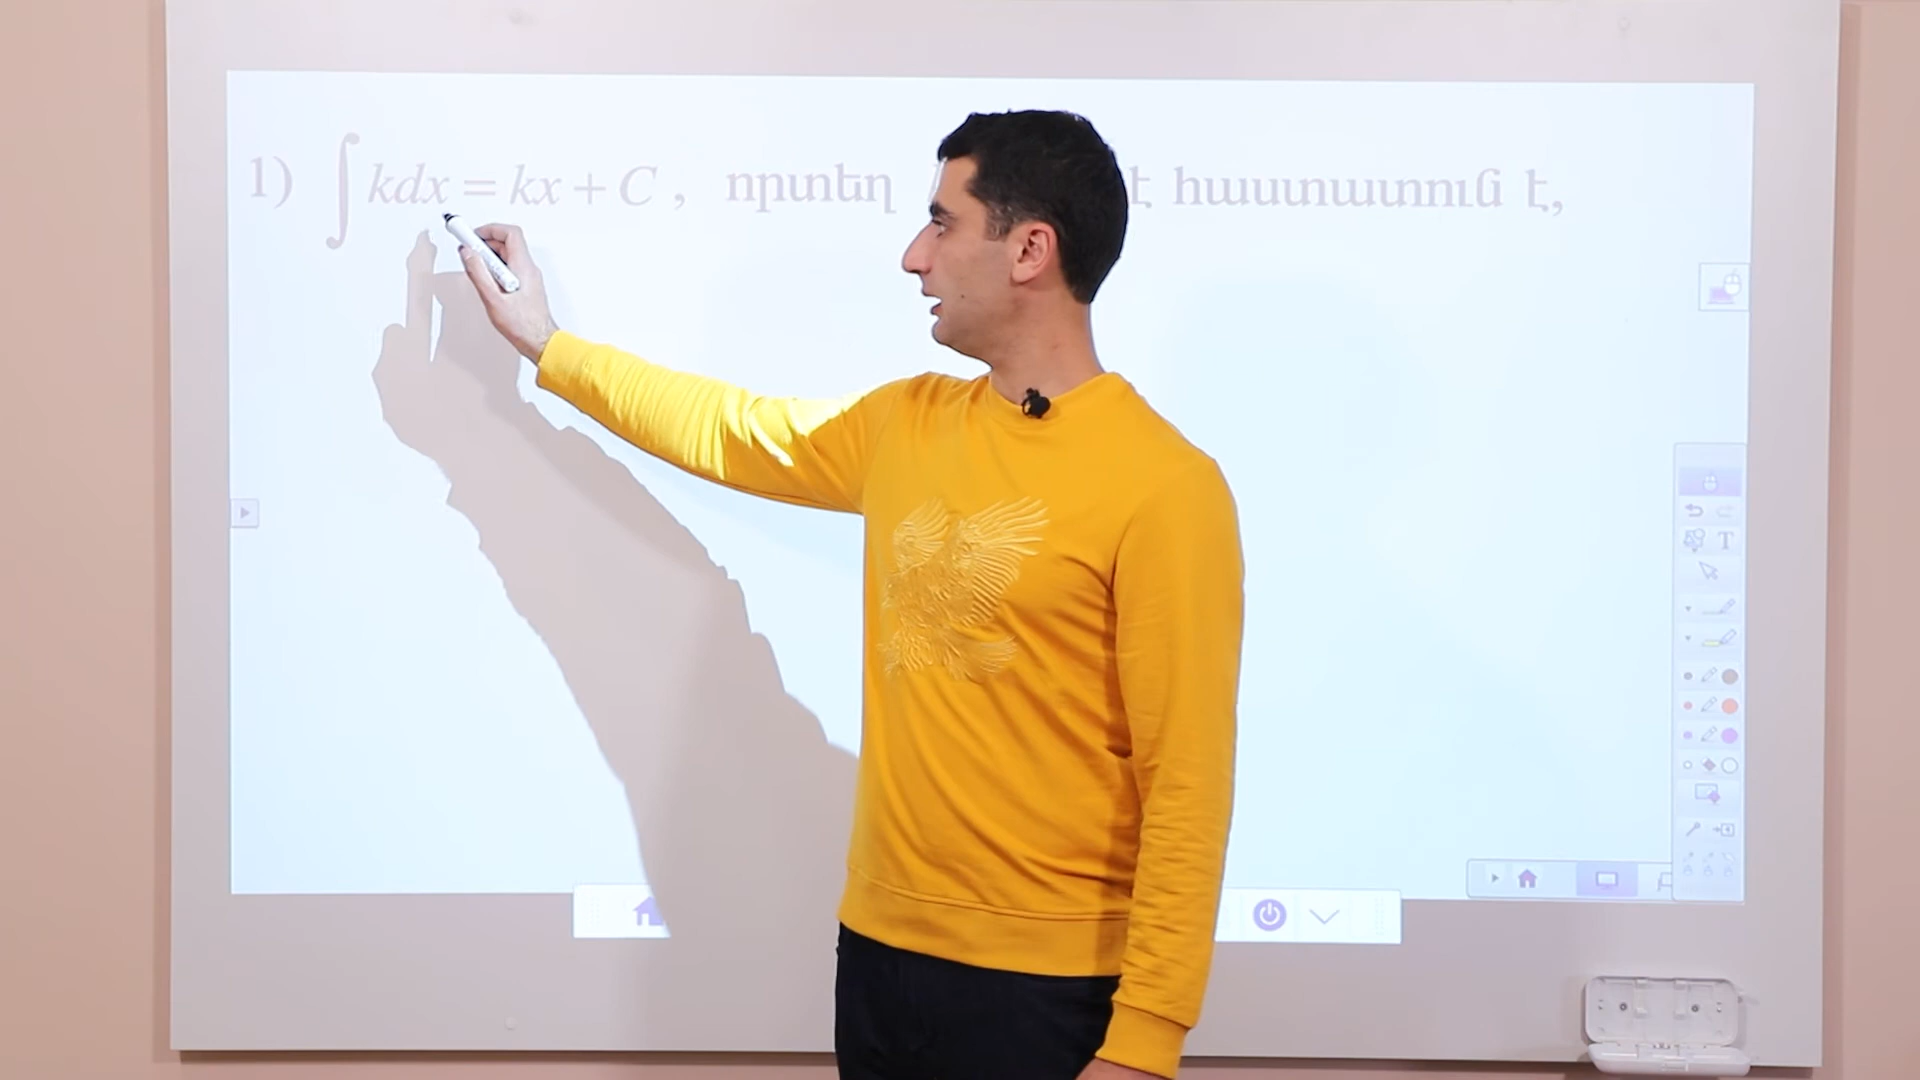 1) ∫ kdx = kx + C , որտեղ է հաստատուն է,
T